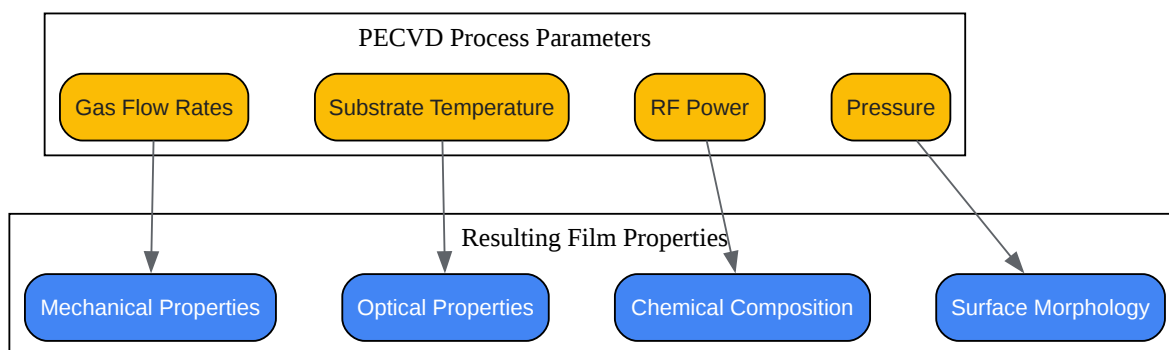 PECVD Process Parameters
Gas Flow Rates
Substrate Temperature
RF Power
Pressure
Resulting Film Properties
Mechanical Properties
Optical Properties
Chemical Composition
Surface Morphology